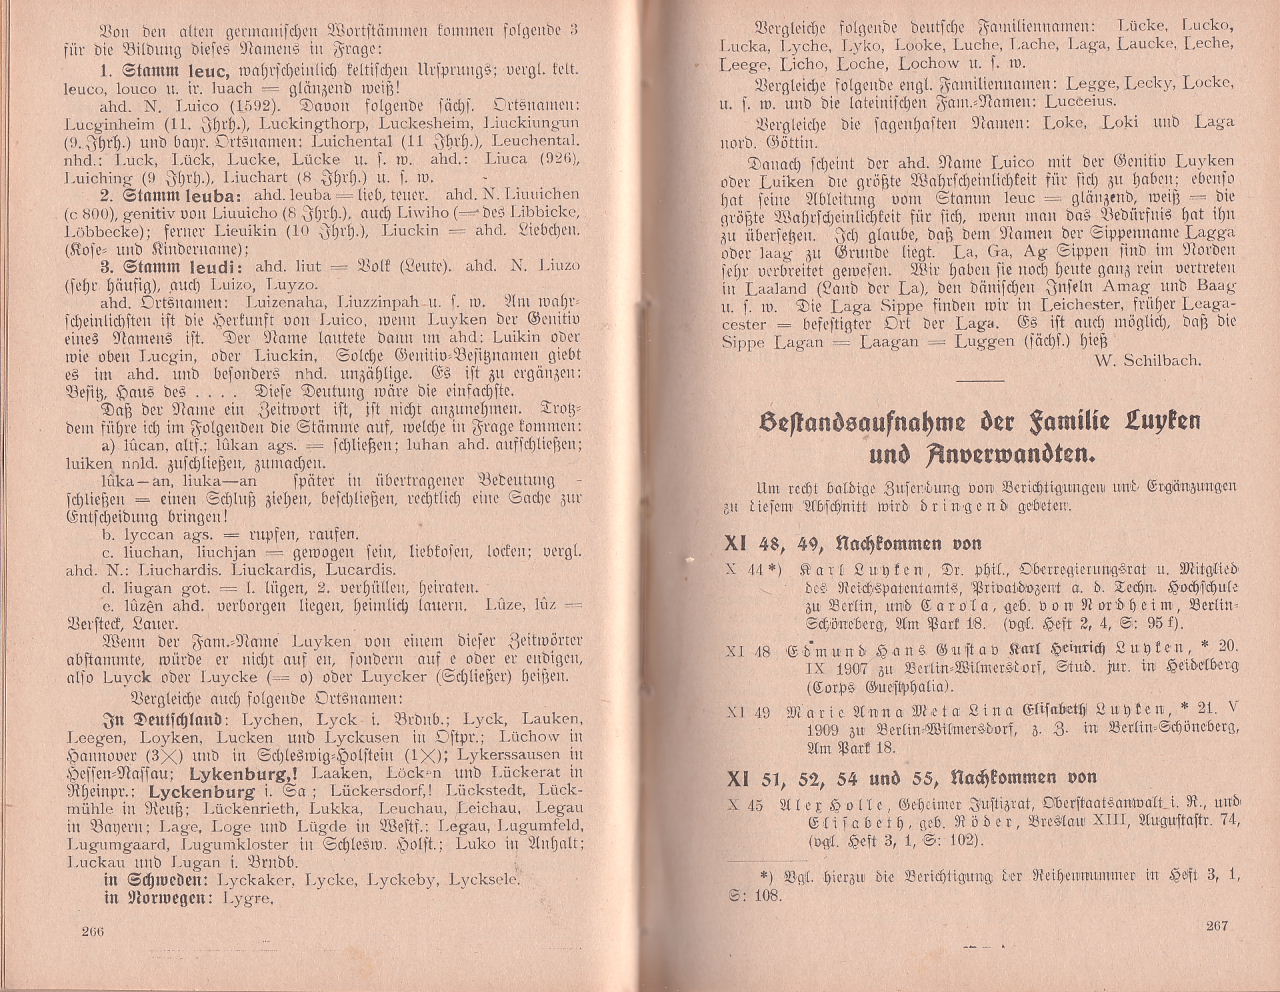 Von den alten germanischen Wortstämmen kommen folgende 3
für die Bildung dieses Namens in Frage:
1. Stamm leuc, wahrscheinlich keltischen Ursprungs; vergl. kelt.
leuco, louco u. ir. luach = glänzend weiß!
ahd. N. Luico (1592). Davon folgende sächs. Ortsnamen:
Lucginheim (11. Jhrh.), Luckingthorp, Luckesheim, Liuckiungun
(9. Jhrh.) und bayr. Ortsnamen: Luichental (11 Jhrh.), Leuchental.
nhd.: Luck, Lück, Lucke, Lücke u. s. w. ahd.: Liuca (926),
Luiching (9 Jhrh.), Liuchart (8 Jhrh.) u. s. w.
2. Stamm leuba: ahd. leuba = lieb, teuer. ahd. N. Liuuichen
(c 800), genitiv von Liuuicho (8 Jhrh.), auch Liwiho (= des Libbicke,
Löbbecke); ferner Lieuikin (10 Jhrh.), Liuckin = ahd. Liebchen.
(Kose- und Kindername);
3. Stamm leudi: ahd. liut = Volk (Leute). ahd. N. Liuzo
(sehr häufig), auch Luizo, Luyzo.
ahd. Ortsnamen: Luizenaha, Liuzzinpah u. s. w. Am wahr-
scheinlichsten ist die Herkunft von Luico, wenn Luyken der Genitiv
eines Namens ist. Der Name lautete dann im ahd: Luikin oder
wie oben Lucgin, oder Liuckin, Solche Genitiv-Besitznamen giebt
es im ahd. und besonders nhd. unzählige. Es ist zu ergänzen:
Besitz, Haus des . . . . Diese Deutung wäre die einfachste.
Daß der Name ein Zeitwort ist, ist nicht anzunehmen. Trotz-
dem führe ich im Folgenden die Stämme auf, welche in Frage kommen:
a) lûcan, alts.; lûkan ags. = schließen; luhan ahd. aufschließen;
luiken nnld. zuschließen, zumachen.
lûka—an, liuka—an später in übertragener Bedeutung -
schließen = einen Schluß ziehen, beschließen, rechtlich eine Sache zur
Entscheidung bringen!
b. lyccan ags. = rupfen, raufen.
c. liuchan, liuchjan = gewogen sein, liebkosen, locken; vergl.
ahd. N.: Liuchardis. Liuckardis, Lucardis.
d. liugan got. = 1. lügen, 2. verhüllen, heiraten.
e. lûzên ahd. verborgen liegen, heimlich lauern. Lûze, lûz =
Versteck, Lauer.
Wenn der Fam.-Name Luyken von einem dieser Zeitwörter
abstammte, würde er nicht auf en, sondern auf e oder er endigen,
also Luyck oder Luycke (= o) oder Luycker (Schließer) heißen.
Vergleiche auch folgende Ortsnamen:
In Deutschland: Lychen, Lyck i. Brdnb.; Lyck, Lauken,
Leegen, Loyken, Lucken und Lyckusen in Ostpr.; Lüchow in
Hannover (3×) und in Schleswig-Holstein (1×); Lykerssausen in
Hessen-Nassau; Lykenburg,! Laaken, Löcken und Lückerat in
Rheinpr.; Lyckenburg i. Sa ; Lückersdorf,! Lückstedt, Lück-
mühle in Reuß; Lückenrieth, Lukka, Leuchau, Leichau, Legau
in Bayern; Lage, Loge und Lügde in Westf.: Legau, Lugumfeld,
Lugumgaard, Lugumkloster in Schlesw. Holst.; Luko in Anhalt;
Luckau und Lugan i. Brndb.
in Schweden: Lyckaker, Lycke, Lyckeby, Lycksele.
in Norwegen: Lygre,
266
Vergleiche folgende deutsche Familiennamen: Lücke, Lucko,
Lucka, Lyche, Lyko, Looke, Luche, Lache, Laga, Laucke, Leche,
Leege, Licho, Loche, Lochow u. s. w.
Vergleiche folgende engl. Familiennamen: Legge, Lecky, Locke,
u. s. w. und die lateinischen Fam.-Namen: Lucceius.
Vergleiche die sagenhaften Namen: Loke, Loki und Laga
nord. Göttin.
Danach scheint der ahd. Name Luico mit der Genitiv Luyken
oder Luiken die größte Wahrscheinlichkeit für sich zu haben; ebenso
hat seine Ableitung vom Stamm leuc = glänzend, weiß = die
größte Wahrscheinlichkeit für sich, wenn man das Bedürfnis hat ihn
zu übersetzen. Ich glaube, daß dem Namen der Sippenname Lagga
oder laag zu Grunde liegt. La, Ga, Ag Sippen sind im Norden
sehr verbreitet gewesen. Wir haben sie noch heute ganz rein vertreten
in Laaland (Land der La), den dänischen Inseln Amag und Baag
u. s. w. Die Laga Sippe finden wir in Leichester, früher Leaga-
cester = befestigter Ort der Laga. Es ist auch möglich, daß die
Sippe Lagan = Laagan = Luggen (sächs.) hieß
W. Schilbach.
Bestandsaufnahme der Familie Luyken
und Anverwandten.
Um recht baldige Zusendung von Berichtigungen und Ergänzungen
zu diesem Abschnitt wird dringend gebeten.
XI 48, 49, Nachkommen von
X 44*) Karl Luyken, Dr. phil., Oberregierungsrat u. Mitglied
des Reichspatentamts, Privatdozent a. d. Techn. Hochschule
zu Berlin, und Carola, geb. von Nordheim, Berlin-
Schöneberg, Am Park 18. (vgl. Heft 2, 4, S: 95 f).
XI 48 Edmund Hans Gustav Karl Heinrich Luyken, * 20.
IX 1907 zu Berlin-Wilmersdorf, Stud. jur. in Heidelberg
(Corps Guestphalia).
XI 49 Marie Anna Meta Lina Elisabeth Luyken, * 21. V
1909 zu Berlin-Wilmersdorf, z. Z. in Berlin-Schöneberg,
Am Park 18.
XI 51, 52, 54 und 55, Nachkommen von
X 45 Alex Holle, Geheimer Justizrat, Oberstaatsanwalt i. R., und
Elisabeth, geb. Röder, Breslau XIII, Augustastr. 74,
(vgl. Heft 3, 1, S: 102).
*) Vgl. hierzu die Berichtigung der Reihennummer in Heft 3, 1,
S: 108.
267